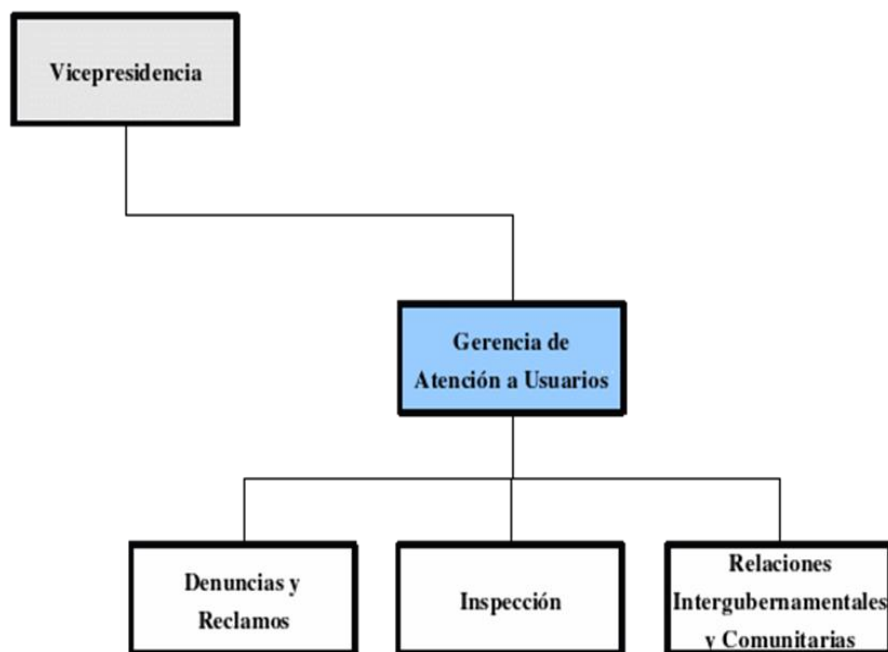 Vicepresidencia
Gerencia de
Atención a Usuarios
Denuncias y
Reclamos
Inspección
Relaciones
Intergubernamentales
y Comunitarias